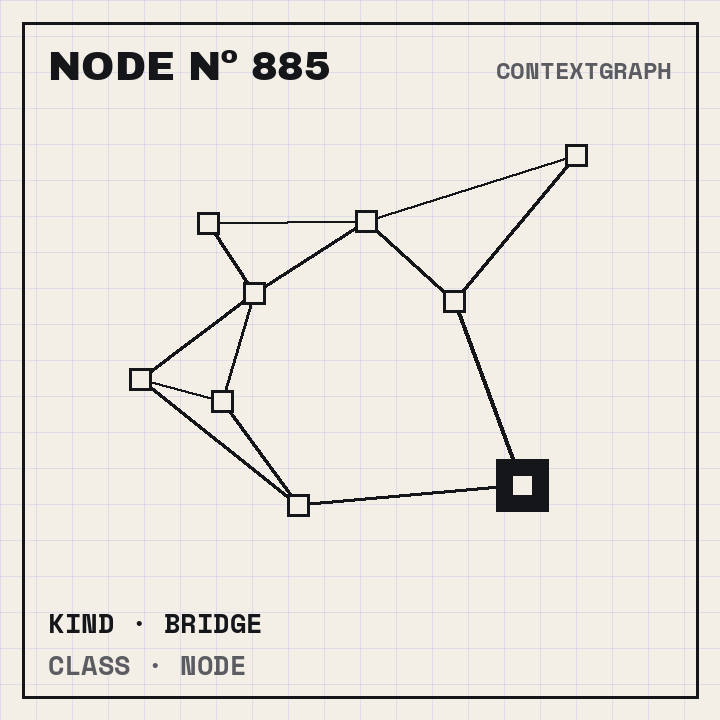 NODE Nº 885
CONTEXTGRAPH
KIND · BRIDGE
CLASS · NODE